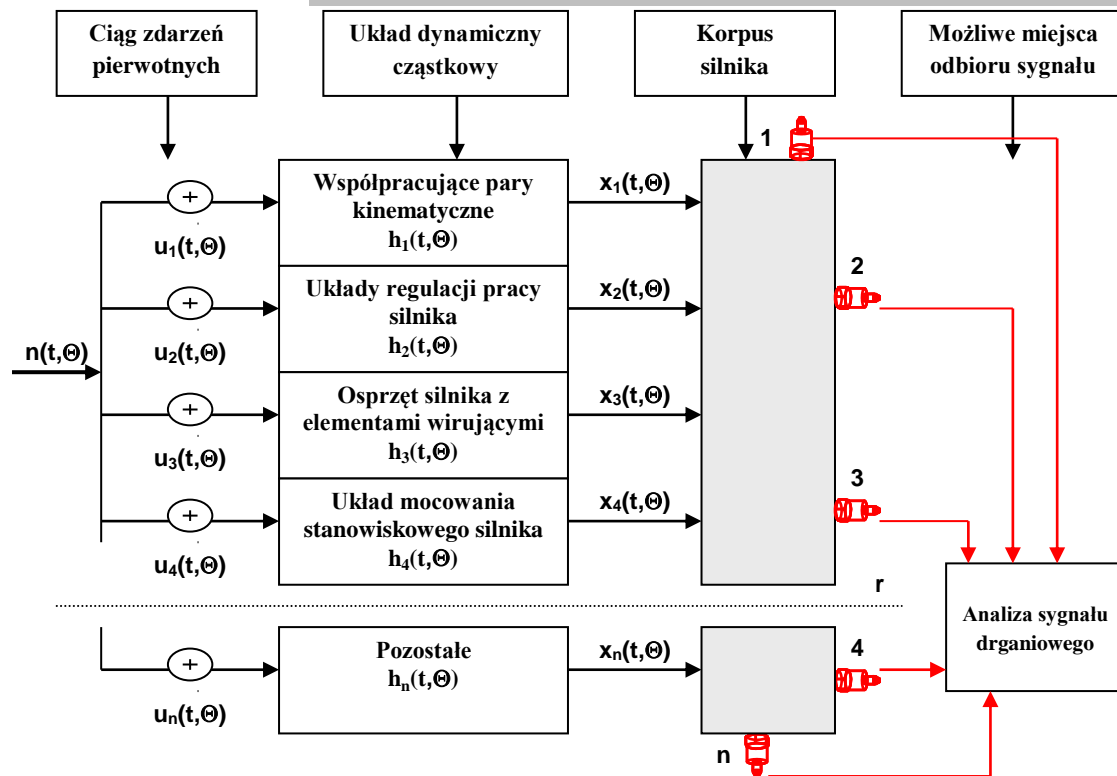 Ciąg zdarzeń
pierwotnych
Układ dynamiczny
cząstkowy
Korpus
silnika
Możliwe miejsca
odbioru sygnału
1
Współpracujące pary
kinematyczne
h₁(t,Θ)
+
u₁(t,Θ)
x₁(t,Θ)
2
Układy regulacji pracy
silnika
h₂(t,Θ)
+
u₂(t,Θ)
x₂(t,Θ)
n(t,Θ)
Osprzęt silnika z
elementami wirującymi
h₃(t,Θ)
+
u₃(t,Θ)
x₃(t,Θ)
3
Układ mocowania
stanowiskowego silnika
h₄(t,Θ)
+
u₄(t,Θ)
x₄(t,Θ)
r
Analiza sygnału
drganiowego
Pozostałe
hₙ(t,Θ)
+
uₙ(t,Θ)
xₙ(t,Θ)
4
n